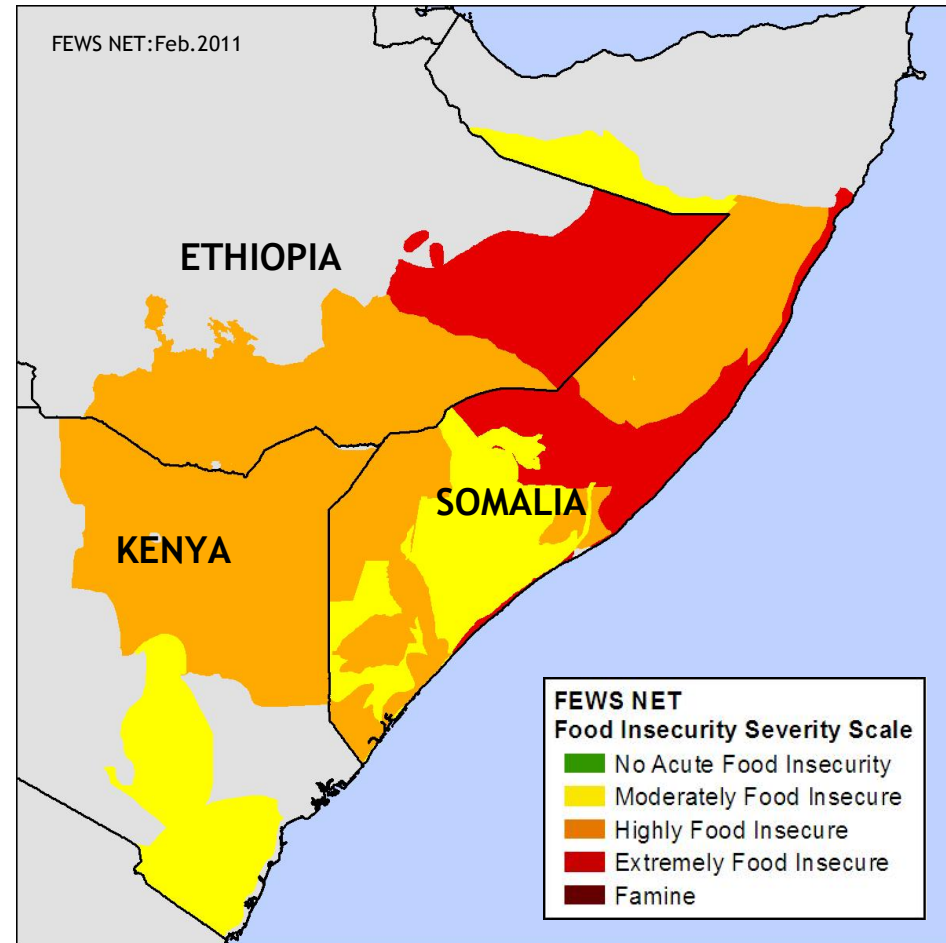 FEWS NET:Feb.2011
ETHIOPIA
SOMALIA
KENYA
FEWS NET
Food Insecurity Severity Scale
No Acute Food Insecurity
Moderately Food Insecure
Highly Food Insecure
Extremely Food Insecure
Famine